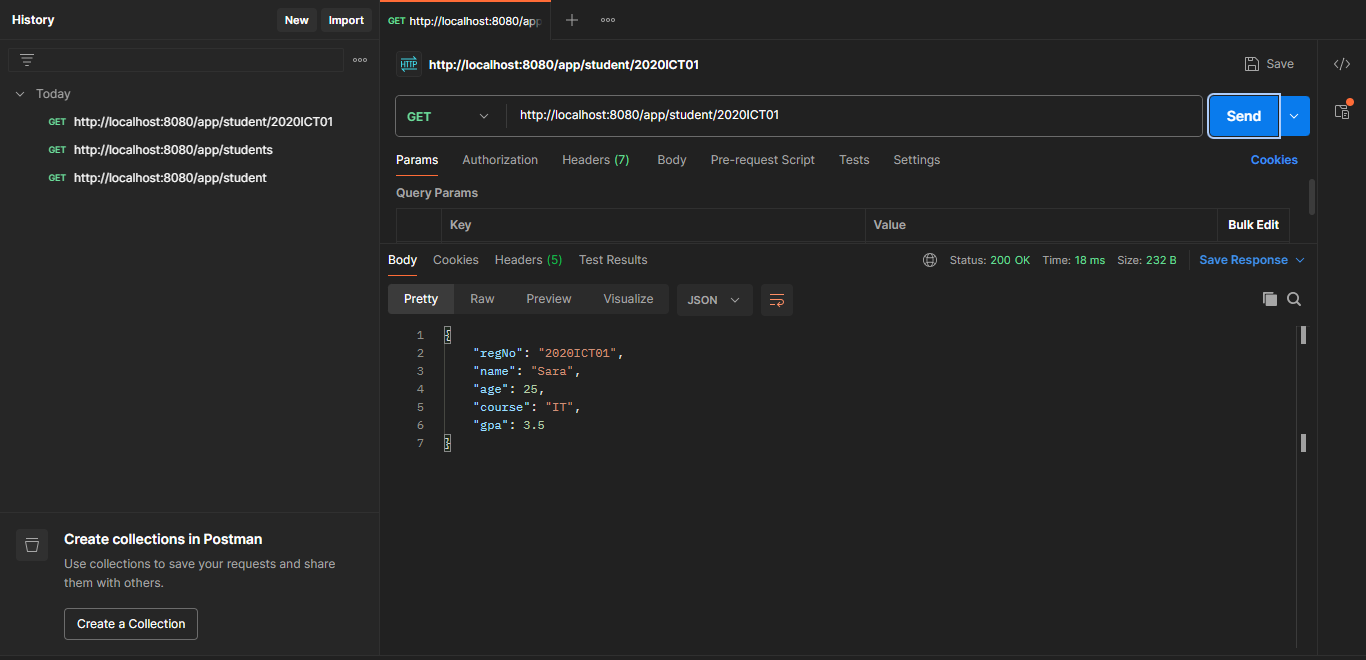 History
New
Import
Today
GET http://localhost:8080/app/student/2020ICT01
GET http://localhost:8080/app/students
GET http://localhost:8080/app/student
Create collections in Postman
Use collections to save your requests and share
them with others.
Create a Collection
GET http://localhost:8080/app
HTTP http://localhost:8080/app/student/2020ICT01
Save
GET http://localhost:8080/app/student/2020ICT01
Send
Params Authorization Headers (7) Body Pre-request Script Tests Settings Cookies
Query Params
Key Value Bulk Edit
Body Cookies Headers (5) Test Results Status: 200 OK Time: 18 ms Size: 232 B Save Response
Pretty Raw Preview Visualize JSON
1 {
2 "regNo": "2020ICT01",
3 "name": "Sara",
4 "age": 25,
5 "course": "IT",
6 "gpa": 3.5
7 }